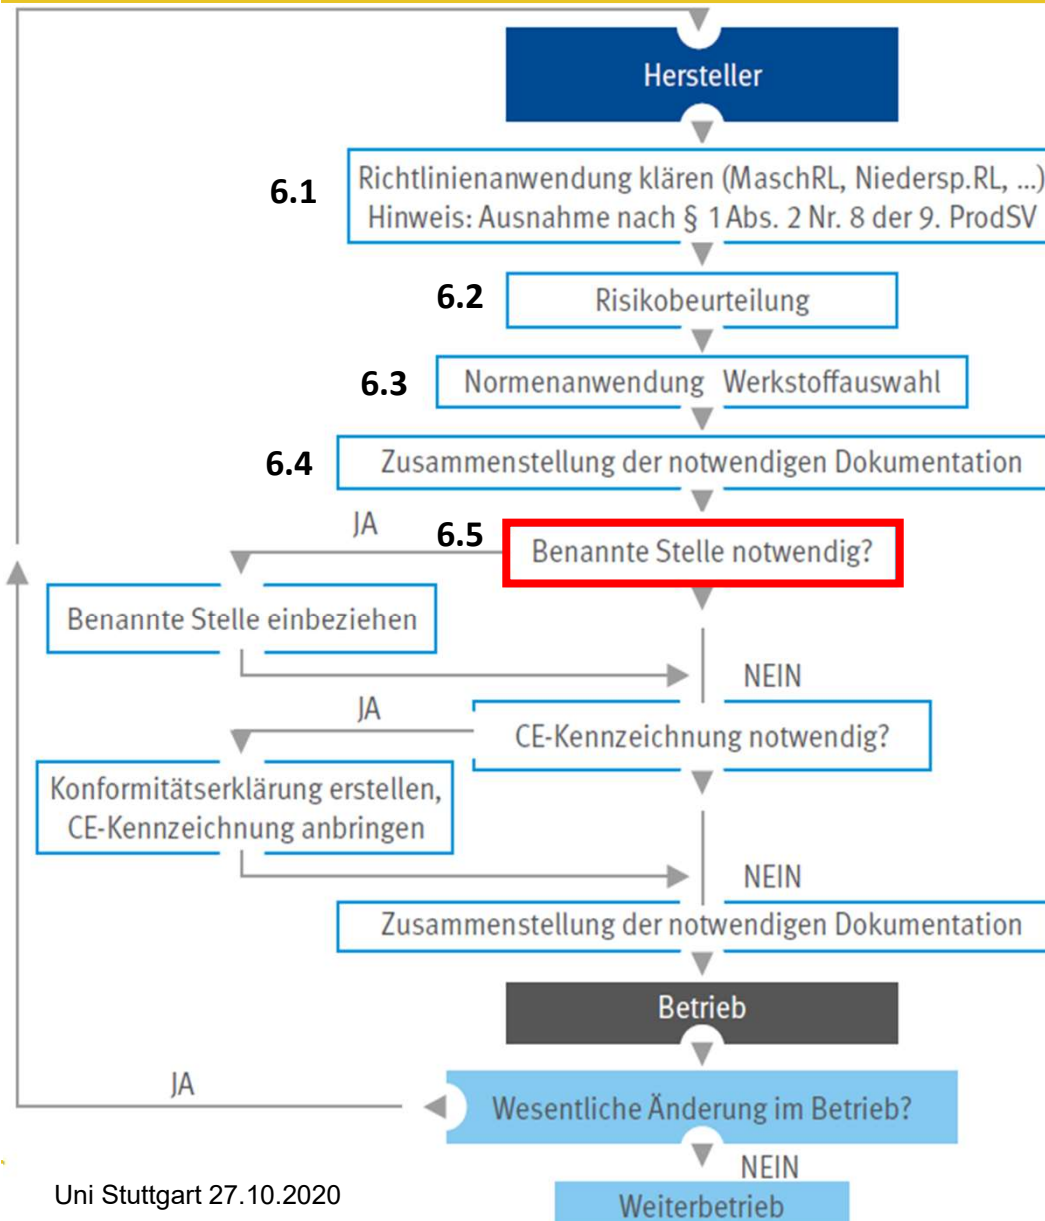 Hersteller
6.1
Richtlinienanwendung klären (MaschRL, Niedersp.RL, ...)
Hinweis: Ausnahme nach § 1 Abs. 2 Nr. 8 der 9. ProdSV
6.2
Risikobeurteilung
6.3
Normenanwendung Werkstoffauswahl
6.4
Zusammenstellung der notwendigen Dokumentation
JA
6.5
Benannte Stelle notwendig?
Benannte Stelle einbeziehen
NEIN
JA
CE-Kennzeichnung notwendig?
Konformitätserklärung erstellen,
CE-Kennzeichnung anbringen
NEIN
Zusammenstellung der notwendigen Dokumentation
Betrieb
JA
Wesentliche Änderung im Betrieb?
NEIN
Uni Stuttgart 27.10.2020
Weiterbetrieb